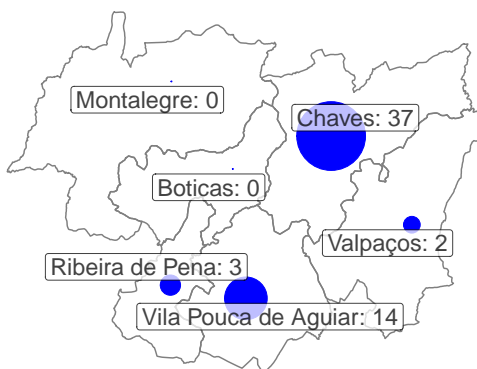 Montalegre: 0
Chaves: 37
Boticas: 0
Valpaços: 2
Ribeira de Pena: 3
Vila Pouca de Aguiar: 14